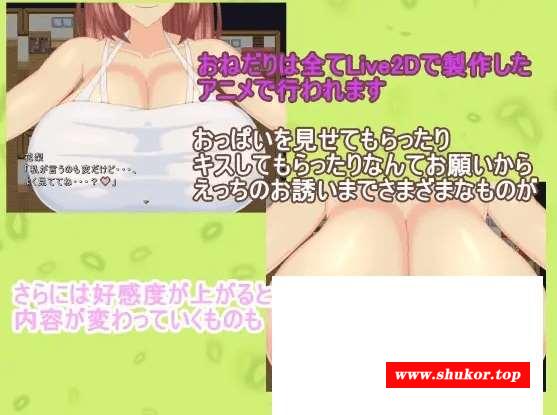 おねだりは全てLive2Dで製作した
アニメで行われます
おっぱいを見せてもらったり
キスしてもらったりなんてお願いから
えっちのお誘いまでさまざまなものが
「私が言うのも変だけど・・・、
く見ててね・・・？♡」
さらには好感度が上がると
内容が変わっていくものも
www.shukor.top